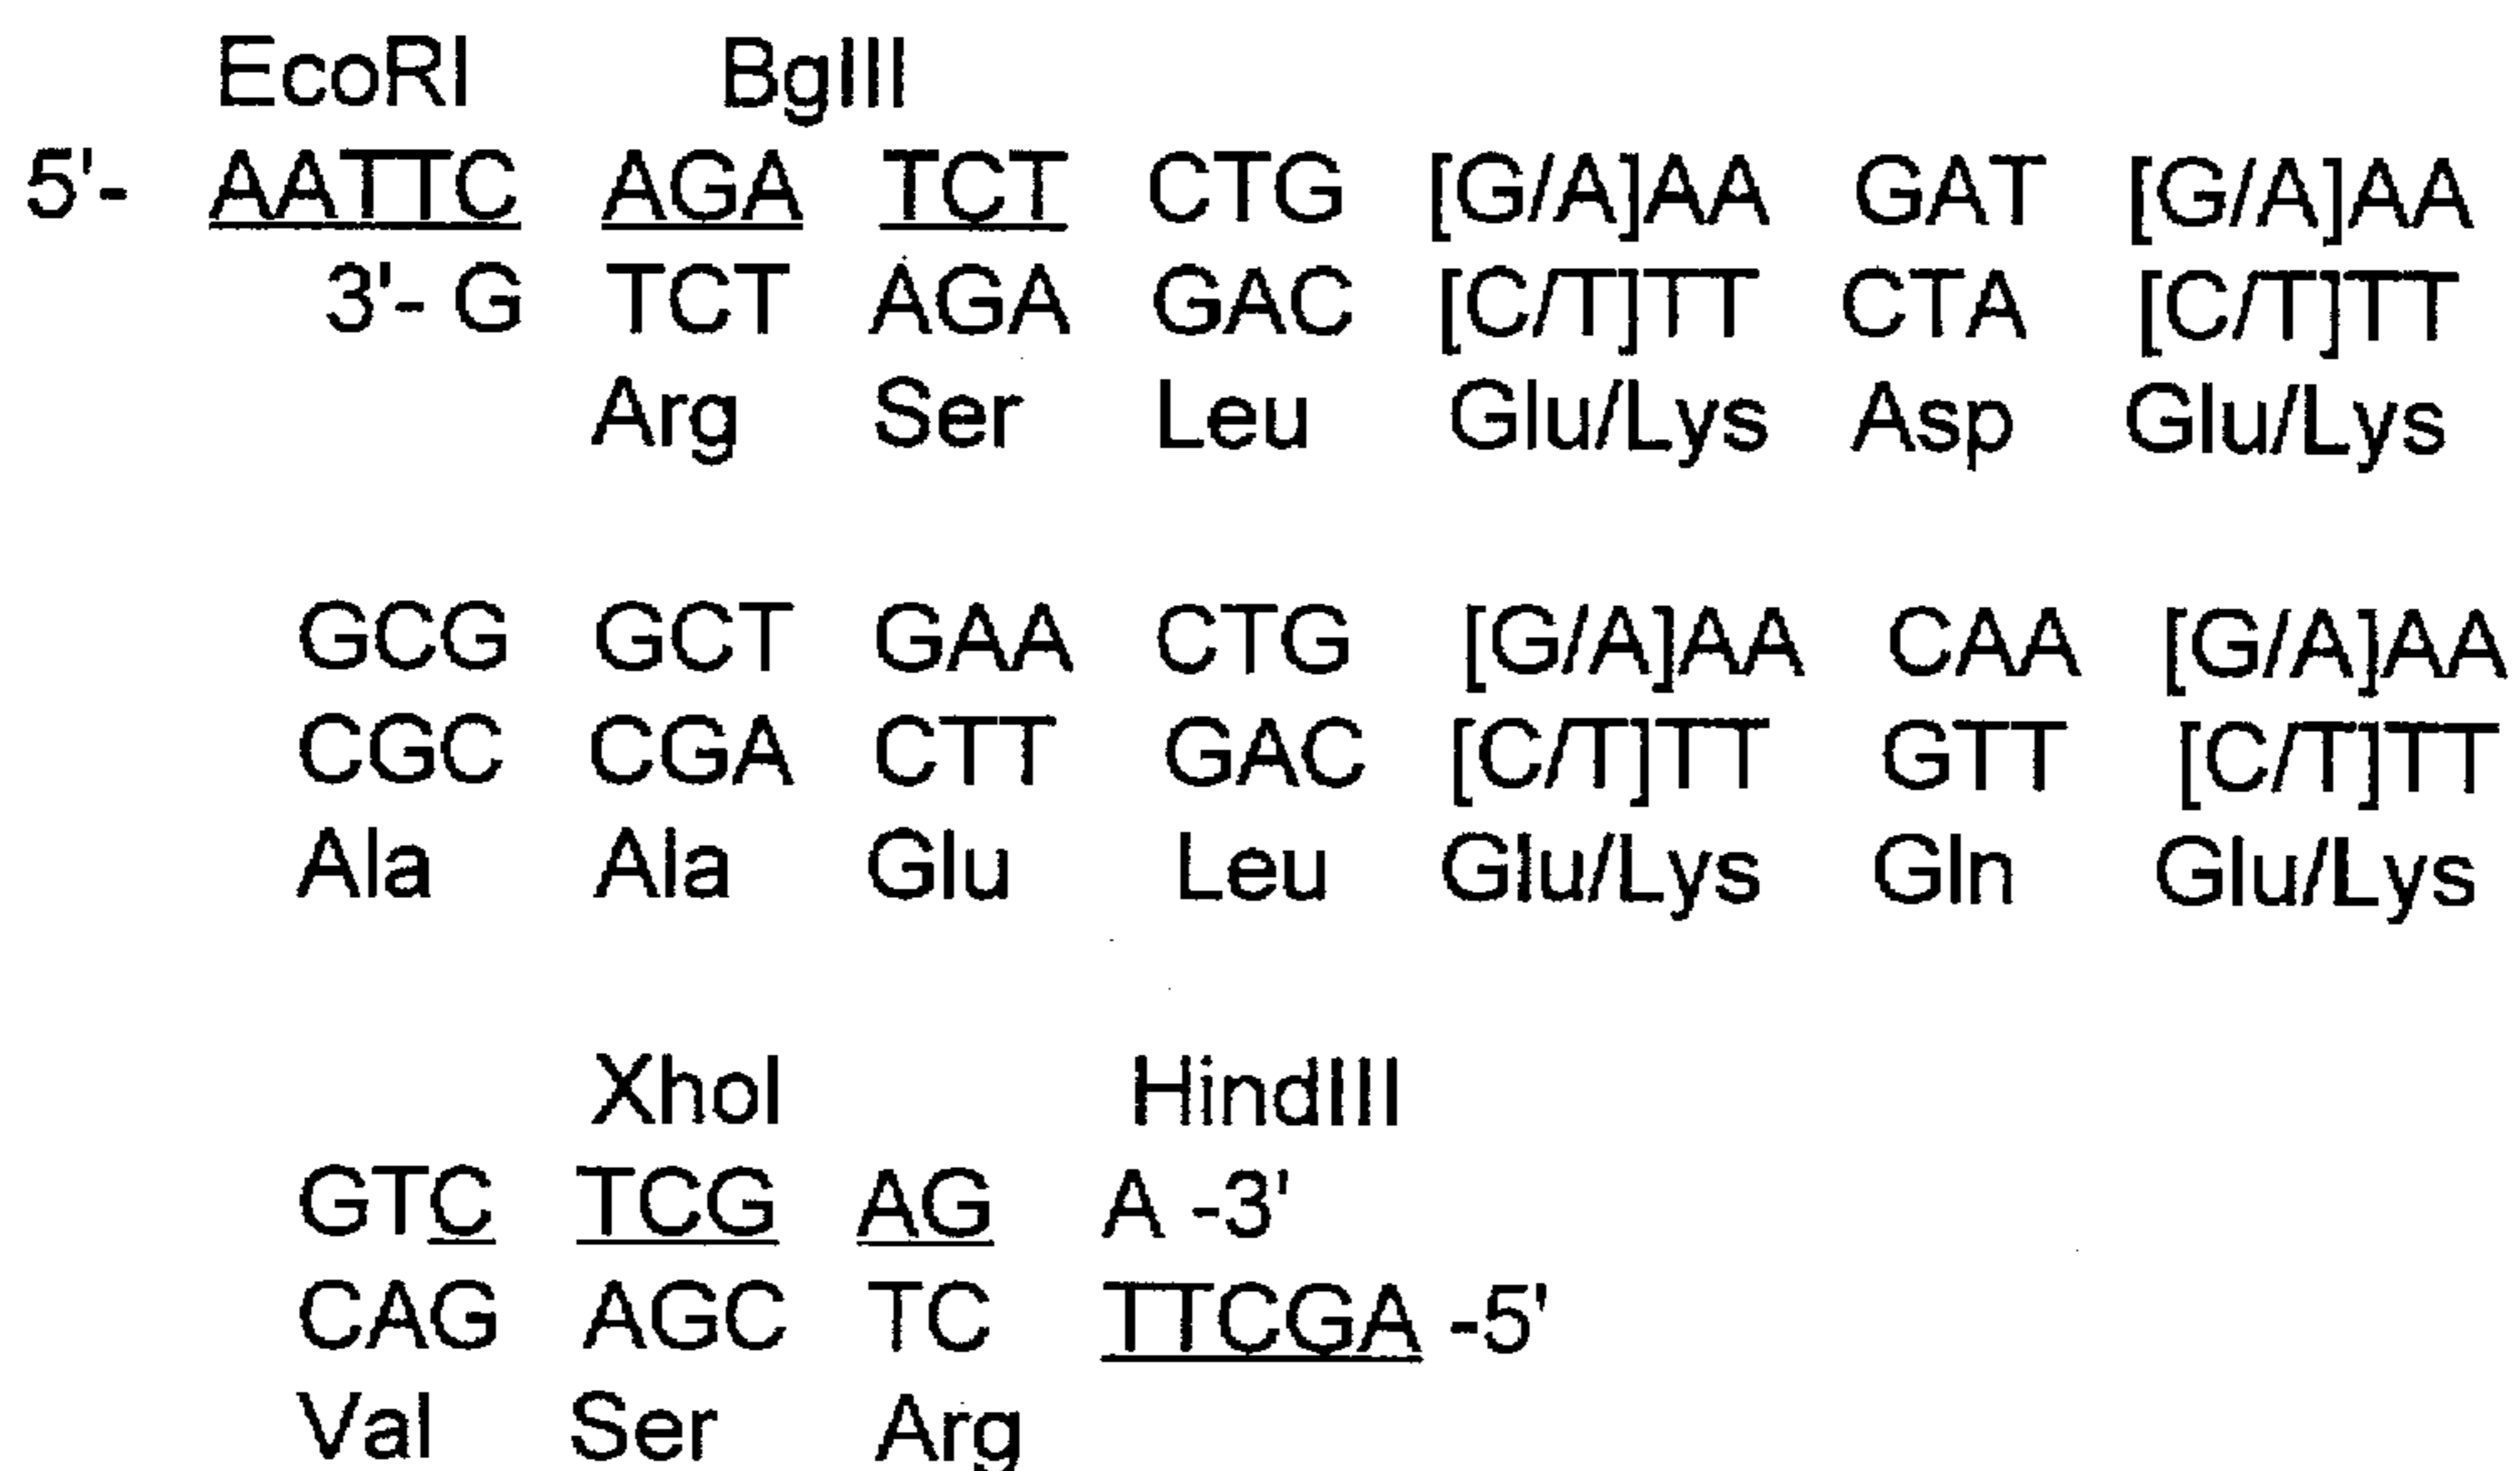 EcoRI BglII
5'- AATTC AGA TCT CTG [G/A]AA GAT [G/A]AA
3'- G TCT AGA GAC [C/T]TT CTA [C/T]TT
Arg Ser Leu Glu/Lys Asp Glu/Lys
GCG GCT GAA CTG [G/A]AA CAA [G/A]AA
CGC CGA CTT GAC [C/T]TT GTT [C/T]TT
Ala Ala Glu Leu Glu/Lys Gln Glu/Lys
XhoI HindIII
GTC TCG AG A -3'
CAG AGC TC TTCGA -5'
Val Ser Arg